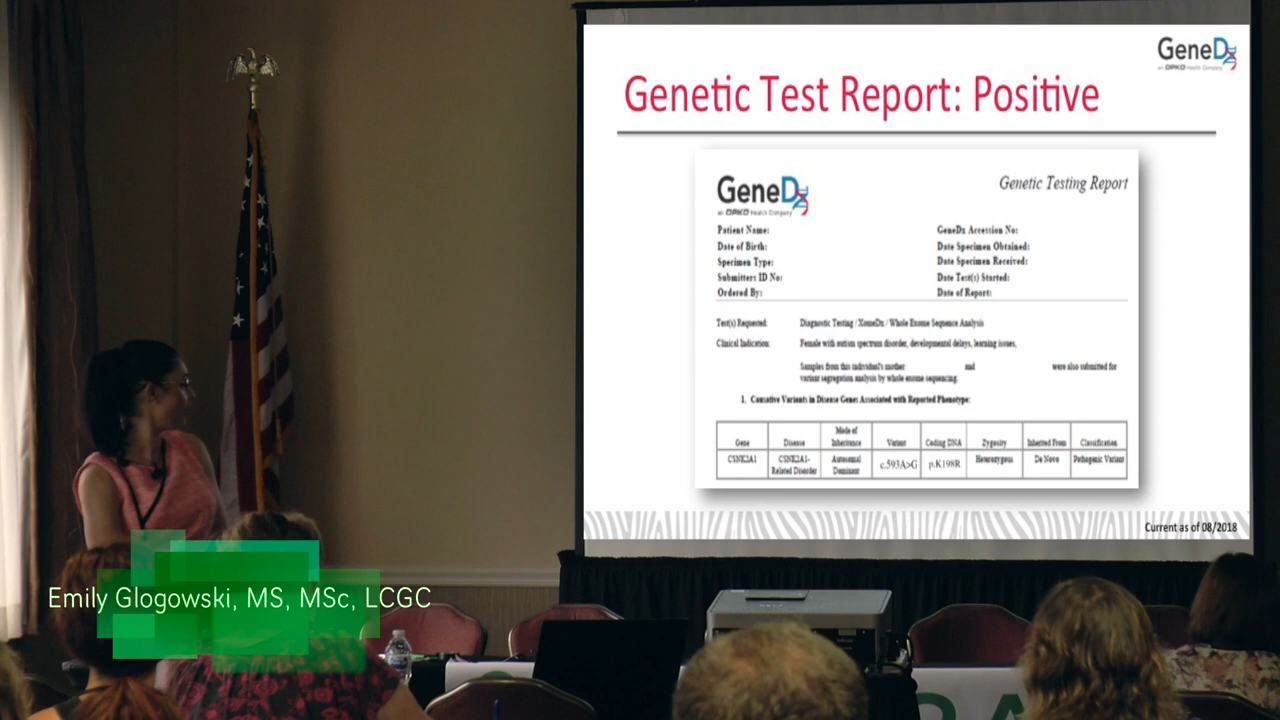 GeneDx
an OPKO Health Company
Genetic Test Report: Positive
GeneDx
an OPKO Health Company
Genetic Testing Report
Patient Name:
Date of Birth:
Specimen Type:
Submitters ID No:
Ordered By:
GeneDx Accession No:
Date Specimen Obtained:
Date Specimen Received:
Date Test(s) Started:
Date of Report:
Test(s) Requested: Diagnostic Testing / XomeDx / Whole Exome Sequence Analysis
Clinical Indication: Female with autism spectrum disorder, developmental delays, learning issues,
Samples from this individual's mother and were also submitted for
variant segregation analysis by whole exome sequencing.
1. Causative Variants in Disease Genes Associated with Reported Phenotype:
Gene Disease Mode of Inheritance Variant Coding DNA Zygosity Inherited From Classification
CSNK2A1 CSNK2A1-Related Disorder Autosomal Dominant c.593A>G p.K198R Heterozygous De Novo Pathogenic Variant
Current as of 08/2018
Emily Glogowski, MS, MSc, LCGC